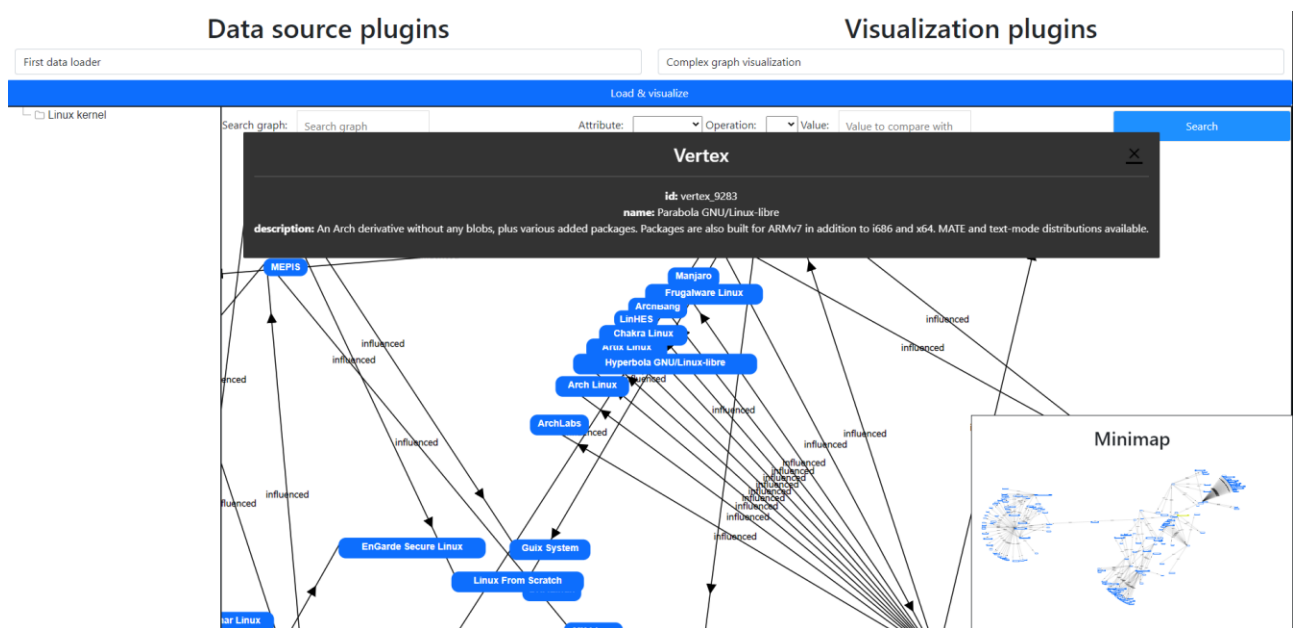 Data source plugins
Visualization plugins
First data loader
Complex graph visualization
Load & visualize
Linux kernel
Search graph: Search graph Attribute: Operation: Value: Value to compare with Search
Vertex
id: vertex_9283
name: Parabola GNU/Linux-libre
description: An Arch derivative without any blobs, plus various added packages. Packages are also built for ARMv7 in addition to i686 and x64. MATE and text-mode distributions available.
MEPIS
Manjaro
Frugalware Linux
ArchBang
LinHES
influenced
Chakra Linux
influenced
Artix Linux
influenced
influenced
Hyperbola GNU/Linux-libre
influenced
Arch Linux
influenced
ArchLabs
influenced
influenced
influenced
Minimap
influenced
influenced
influenced
influenced
influenced
influenced
influenced
influenced
influenced
EnGarde Secure Linux
Guix System
Linux From Scratch